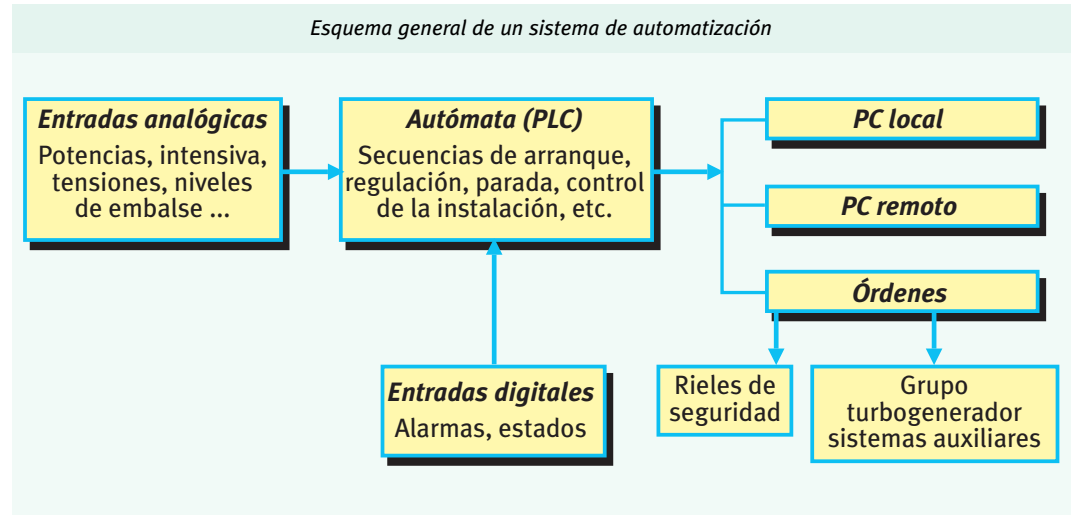 Esquema general de un sistema de automatización
Entradas analógicas
Potencias, intensiva,
tensiones, niveles
de embalse ...
Autómata (PLC)
Secuencias de arranque,
regulación, parada, control
de la instalación, etc.
PC local
PC remoto
Órdenes
Entradas digitales
Alarmas, estados
Rieles de
seguridad
Grupo
turbogenerador
sistemas auxiliares